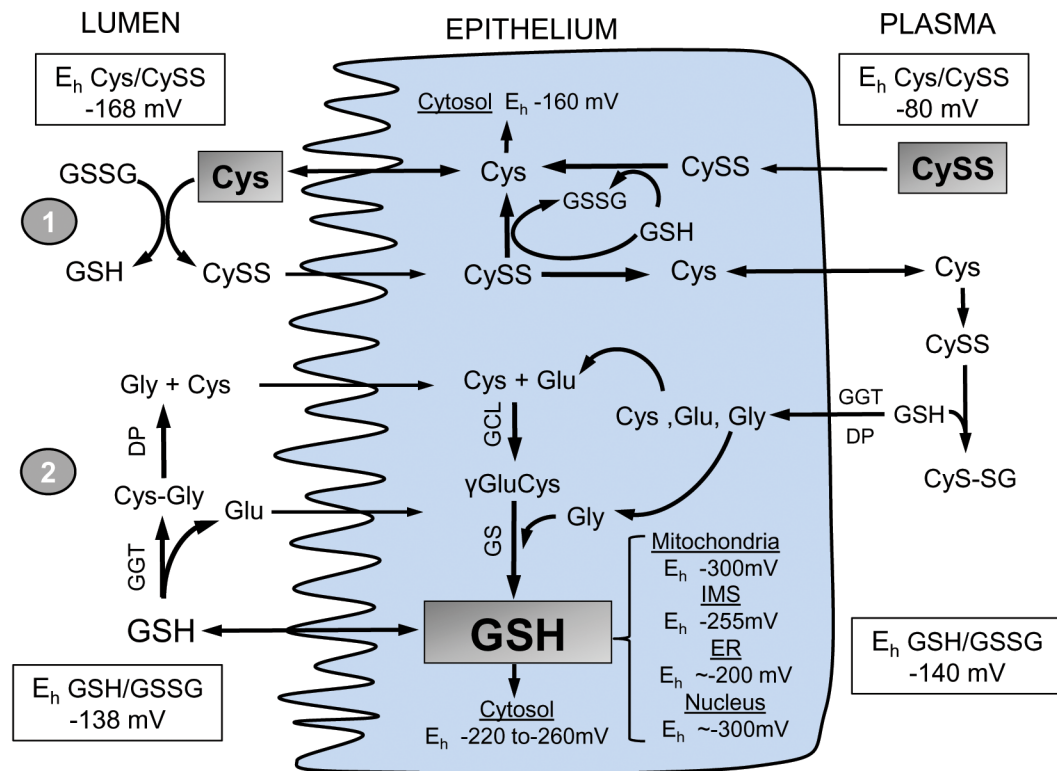 LUMEN
EPITHELIUM
PLASMA
Eh Cys/CySS
-168 mV
Cytosol Eh -160 mV
Eh Cys/CySS
-80 mV
GSSG
Cys
Cys
CySS
CySS
1
GSSG
GSH
GSH
CySS
CySS
Cys
Cys
CySS
Gly + Cys
Cys + Glu
Cys ,Glu, Gly
GGT
DP
GSH
CyS-SG
DP
GCL
2
Cys-Gly
Glu
γGluCys
Gly
GGT
GS
GSH
GSH
Mitochondria
Eh -300mV
IMS
Eh -255mV
ER
Eh ~-200 mV
Nucleus
Eh ~-300mV
Eh GSH/GSSG
-138 mV
Cytosol
Eh -220 to-260mV
Eh GSH/GSSG
-140 mV